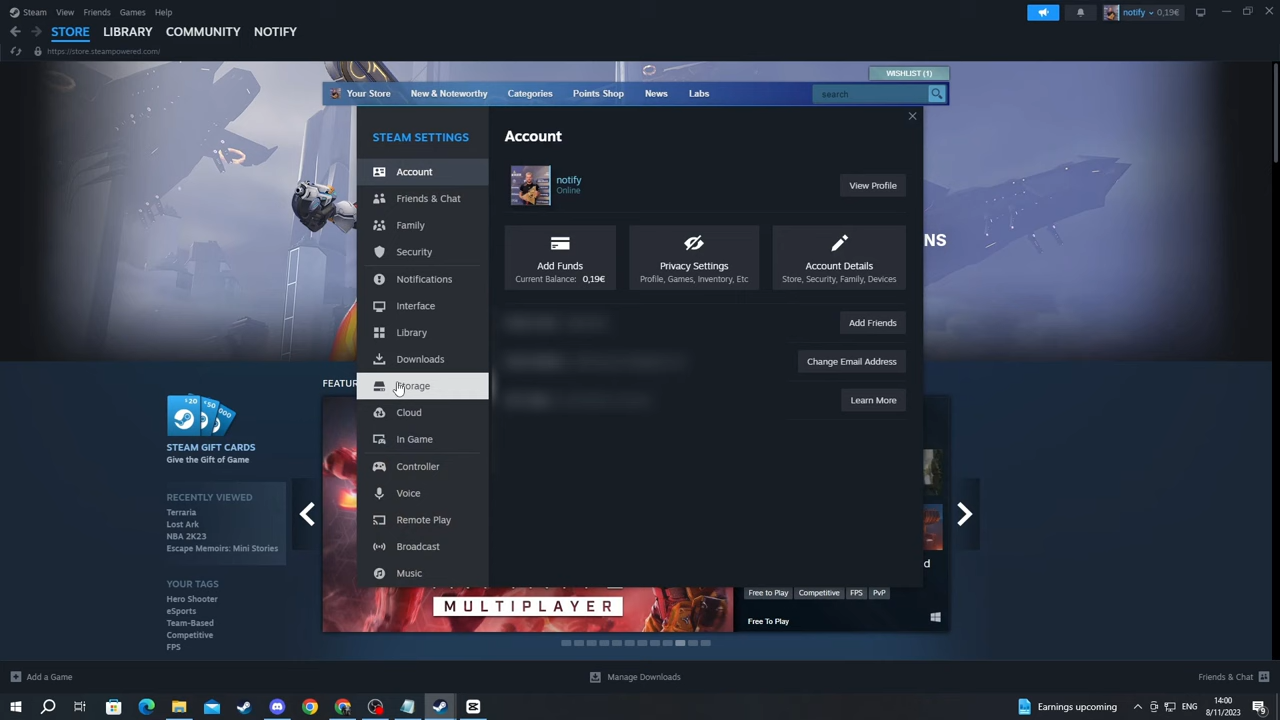 Steam View Friends Games Help
notify 0,19€
STORE LIBRARY COMMUNITY NOTIFY
https://store.steampowered.com/
WISHLIST (1)
Your Store New & Noteworthy Categories Points Shop News Labs search
STEAM SETTINGS
Account
Friends & Chat
Family
Security
Notifications
Interface
Library
Downloads
Storage
Cloud
In Game
Controller
Voice
Remote Play
Broadcast
Music
Account
notify
Online
View Profile
Add Funds
Current Balance: 0,19€
Privacy Settings
Profile, Games, Inventory, Etc
Account Details
Store, Security, Family, Devices
Add Friends
Change Email Address
Learn More
$20 $50
STEAM GIFT CARDS
Give the Gift of Game
RECENTLY VIEWED
Terraria
Lost Ark
NBA 2K23
Escape Memoirs: Mini Stories
YOUR TAGS
Hero Shooter
eSports
Team-Based
Competitive
FPS
MULTIPLAYER
Free to Play Competitive FPS PvP
Free To Play
Add a Game
Manage Downloads
Friends & Chat
Earnings upcoming
ENG
14:00
8/11/2023